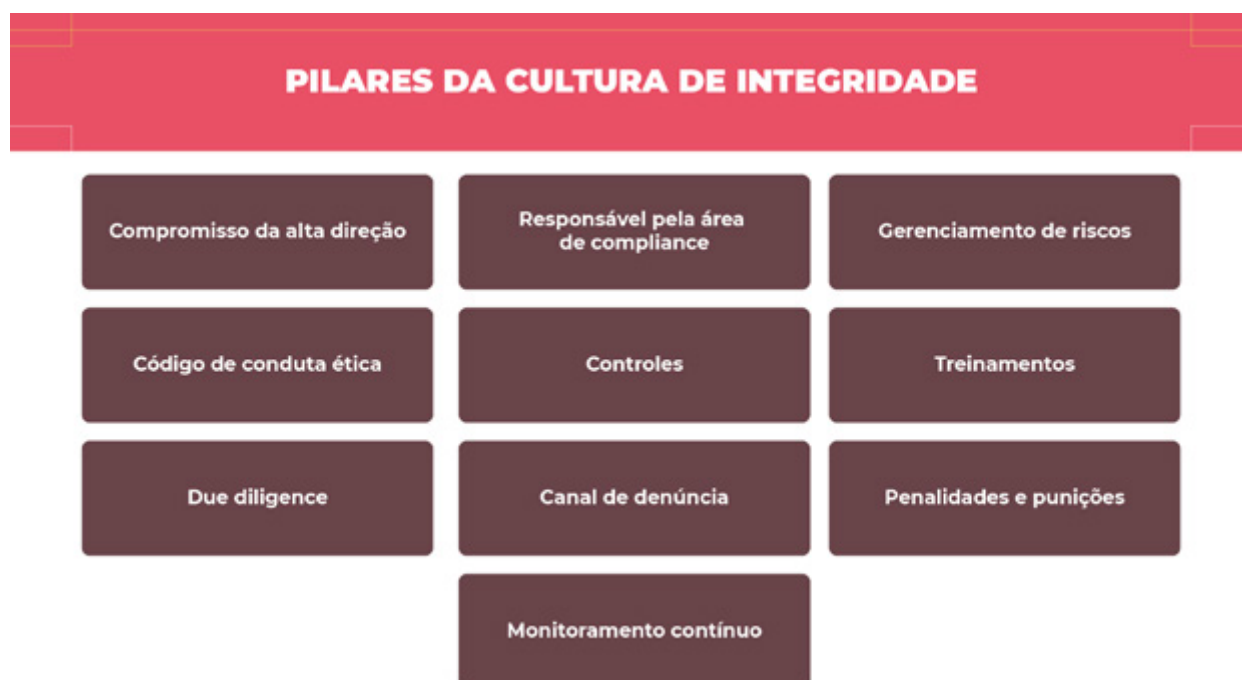 PILARES DA CULTURA DE INTEGRIDADE
Compromisso da alta direção
Responsável pela área
de compliance
Gerenciamento de riscos
Código de conduta ética
Controles
Treinamentos
Due diligence
Canal de denúncia
Penalidades e punições
Monitoramento contínuo